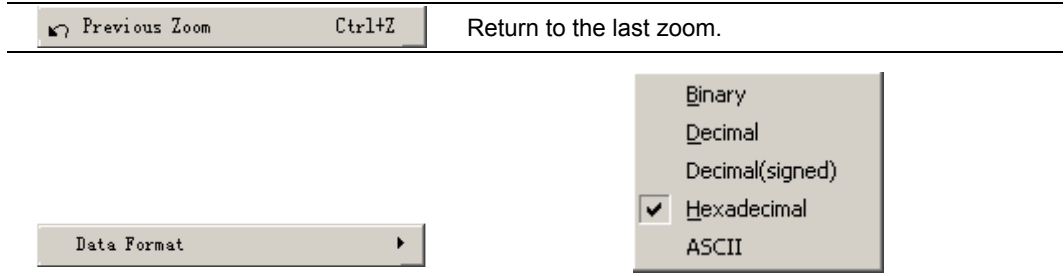 Previous Zoom Ctrl+Z Return to the last zoom.
Binary
Decimal
Decimal(signed)
Hexadecimal
ASCII
Data Format